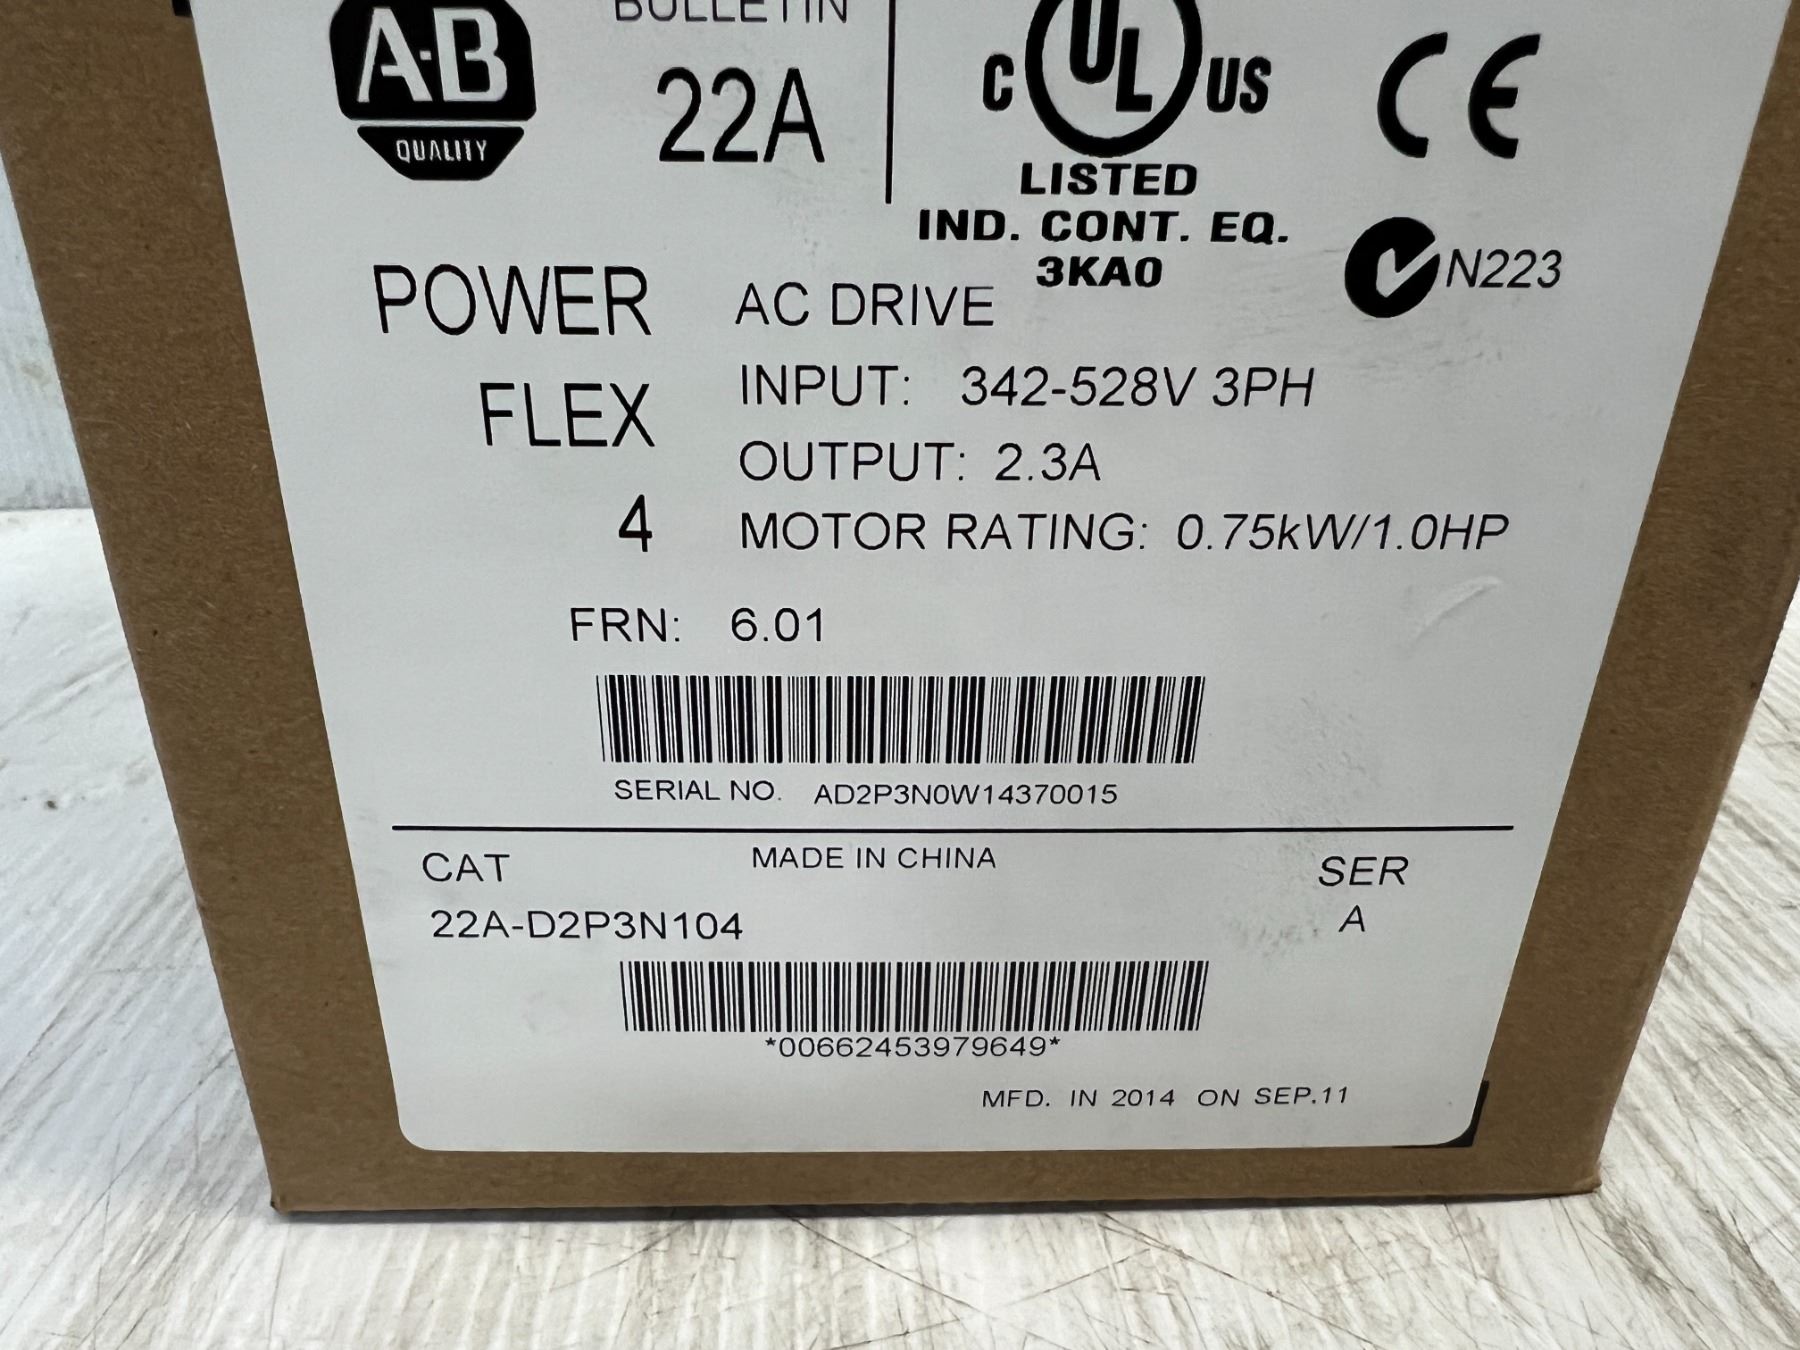 A-B
QUALITY
BULLETIN
22A
C UL US
LISTED
IND. CONT. EQ.
3KA0
CE
N223
POWER
FLEX
4
AC DRIVE
INPUT: 342-528V 3PH
OUTPUT: 2.3A
MOTOR RATING: 0.75kW/1.0HP
FRN: 6.01
SERIAL NO. AD2P3N0W14370015
CAT
MADE IN CHINA
SER
22A-D2P3N104
A
*00662453979649*
MFD. IN 2014 ON SEP.11